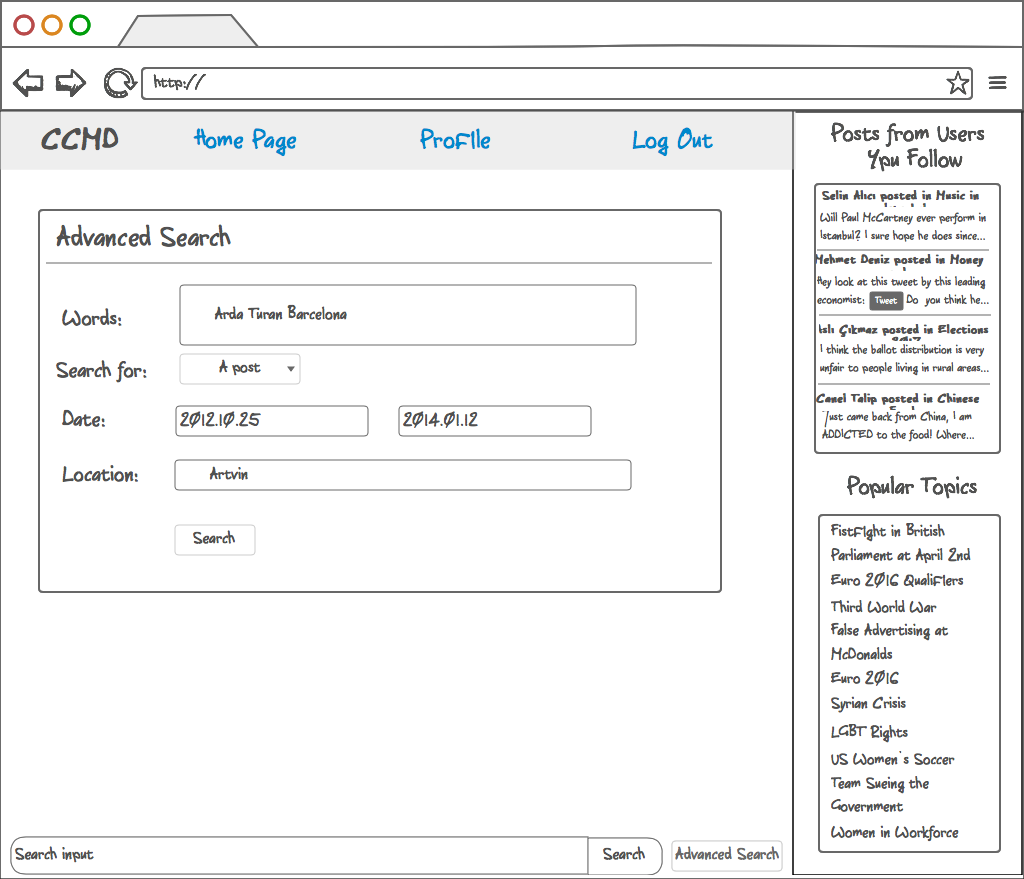 http://
CCMD
Home Page
ProFIle
Log Out
Advanced Search
Words:
Arda Turan Barcelona
Search for:
A post
Date:
2012.10.25
2014.01.12
Location:
Artvin
Search
Search input
Search
Advanced Search
Posts from Users
You Follow
Selin Alıcı posted in Music in
Will Paul McCartney ever perform in
Istanbul? I sure hope he does since...
Mehmet Deniz posted in Money
Hey look at this tweet by this leading
economist: Tweet Do you think he...
Islı Çıkmaz posted in Elections
I think the ballot distribution is very
unfair to people living in rural areas...
Canel Talip posted in Chinese
Just came back from China, I am
ADDICTED to the food! Where...
Popular Topics
FistFIght in British
Parliament at April 2nd
Euro 2016 QualiFIers
Third World War
False Advertising at
McDonalds
Euro 2016
Syrian Crisis
LGBT Rights
US Women's Soccer
Team Sueing the
Government
Women in Workforce